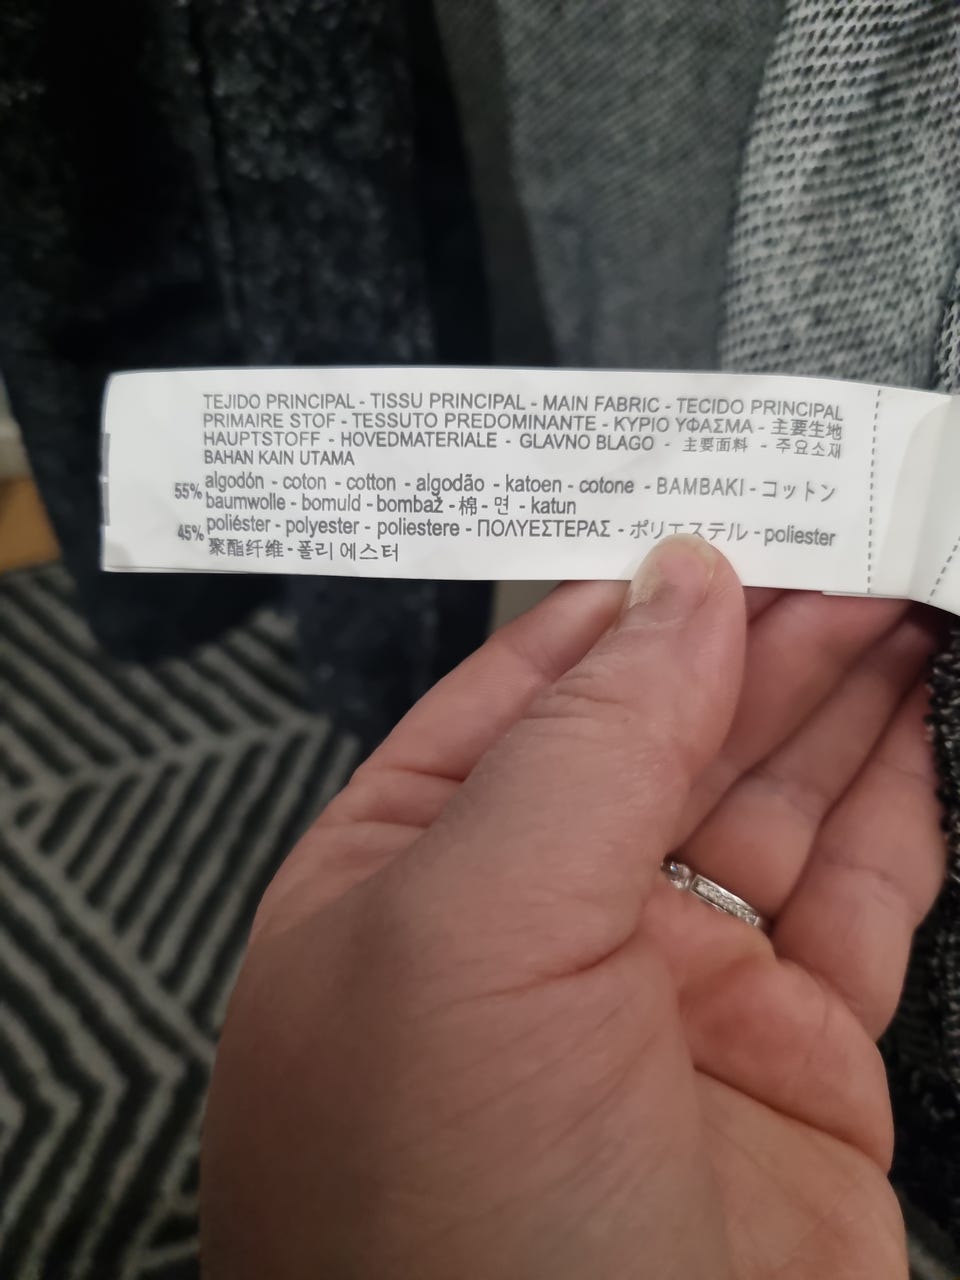 TEJIDO PRINCIPAL - TISSU PRINCIPAL - MAIN FABRIC - TECIDO PRINCIPAL
PRIMAIRE STOF - TESSUTO PREDOMINANTE - ΚΥΡΙΟ ΥΦΑΣΜΑ - 主要生地
HAUPTSTOFF - HOVEDMATERIALE - GLAVNO BLAGO - 主要面料 - 주요소재
BAHAN KAIN UTAMA
55% algodón - coton - cotton - algodão - katoen - cotone - BAMBAKI - コットン
baumwolle - bomuld - bombaž - 棉 - 면 - katun
45% poliéster - polyester - poliestere - ΠΟΛΥΕΣΤΕΡΑΣ - ポリエステル - poliester
聚酯纤维 - 폴리 에스터